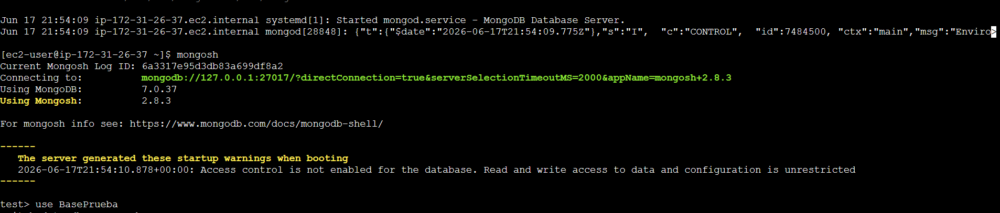 Jun 17 21:54:09 ip-172-31-26-37.ec2.internal systemd[1]: Started mongod.service - MongoDB Database Server.
Jun 17 21:54:09 ip-172-31-26-37.ec2.internal mongod[28848]: {"t":{"$date":"2026-06-17T21:54:09.775Z"},"s":"I",  "c":"CONTROL",  "id":7484500, "ctx":"main","msg":"Enviro>
[ec2-user@ip-172-31-26-37 ~]$ mongosh
Current Mongosh Log ID: 6a3317e95d3db83a699df8a2
Connecting to:          mongodb://127.0.0.1:27017/?directConnection=true&serverSelectionTimeoutMS=2000&appName=mongosh+2.8.3
Using MongoDB:          7.0.37
Using Mongosh:          2.8.3
For mongosh info see: https://www.mongodb.com/docs/mongodb-shell/
------
The server generated these startup warnings when booting
2026-06-17T21:54:10.878+00:00: Access control is not enabled for the database. Read and write access to data and configuration is unrestricted
------
test> use BasePrueba